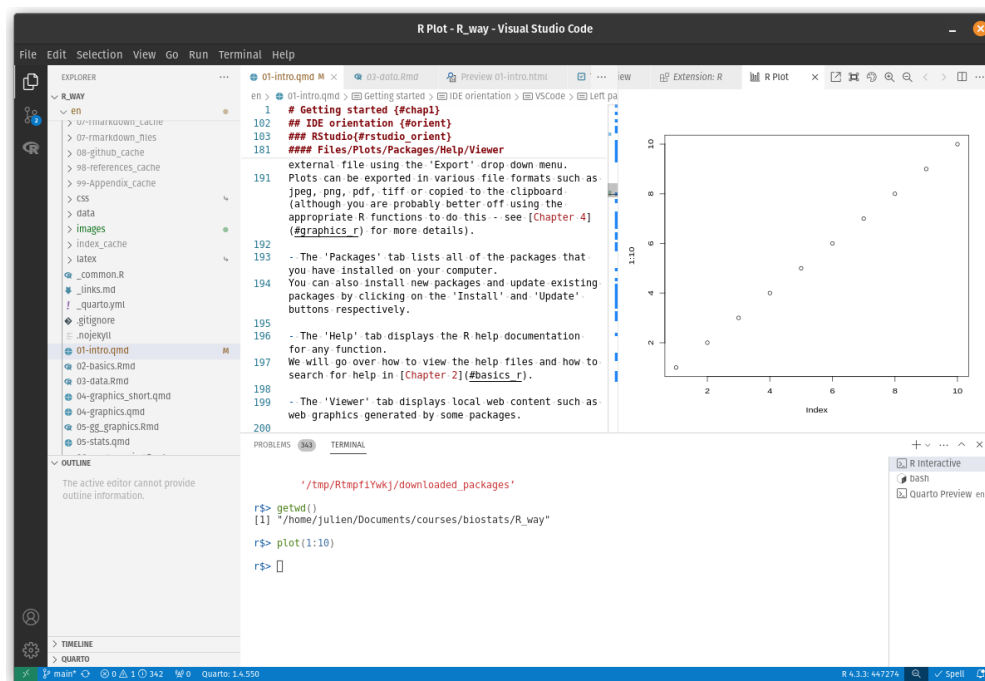 R Plot - R_way - Visual Studio Code
File Edit Selection View Go Run Terminal Help
EXPLORER
R_WAY
en
07-rmarkdown_cache
07-rmarkdown_files
08-github_cache
98-references_cache
99-Appendix_cache
css
data
images
index_cache
latex
_common.R
_links.md
_quarto.yml
.gitignore
.nojekyll
01-intro.qmd M
02-basics.Rmd
03-data.Rmd
04-graphics_short.qmd
04-graphics.qmd
05-gg_graphics.Rmd
05-stats.qmd
OUTLINE
The active editor cannot provide
outline information.
TIMELINE
QUARTO
01-intro.qmd M 03-data.Rmd Preview 01-intro.html
en > 01-intro.qmd > Getting started > IDE orientation > VSCode > Left pa
1 # Getting started {#chap1}
102 ## IDE orientation {#orient}
103 ### RStudio{#rstudio_orient}
181 #### Files/Plots/Packages/Help/Viewer
external file using the 'Export' drop down menu.
191 Plots can be exported in various file formats such as
jpeg, png, pdf, tiff or copied to the clipboard
(although you are probably better off using the
appropriate R functions to do this - see [Chapter 4]
(#graphics_r) for more details).
192
193 - The 'Packages' tab lists all of the packages that
you have installed on your computer.
194 You can also install new packages and update existing
packages by clicking on the 'Install' and 'Update'
buttons respectively.
195
196 - The 'Help' tab displays the R help documentation
for any function.
197 We will go over how to view the help files and how to
search for help in [Chapter 2](#basics_r).
198
199 - The 'Viewer' tab displays local web content such as
web graphics generated by some packages.
200
iew Extension: R R Plot
1:10
10
8
6
4
2
2 4 6 8 10
Index
PROBLEMS 343 TERMINAL
'/tmp/RtmpfiYwkj/downloaded_packages'
r$> getwd()
[1] "/home/julien/Documents/courses/biostats/R_way"
r$> plot(1:10)
r$>
R Interactive
bash
Quarto Preview en
main* 0 1 342 0 Quarto: 1.4.550
R 4.3.3: 447274 Spell